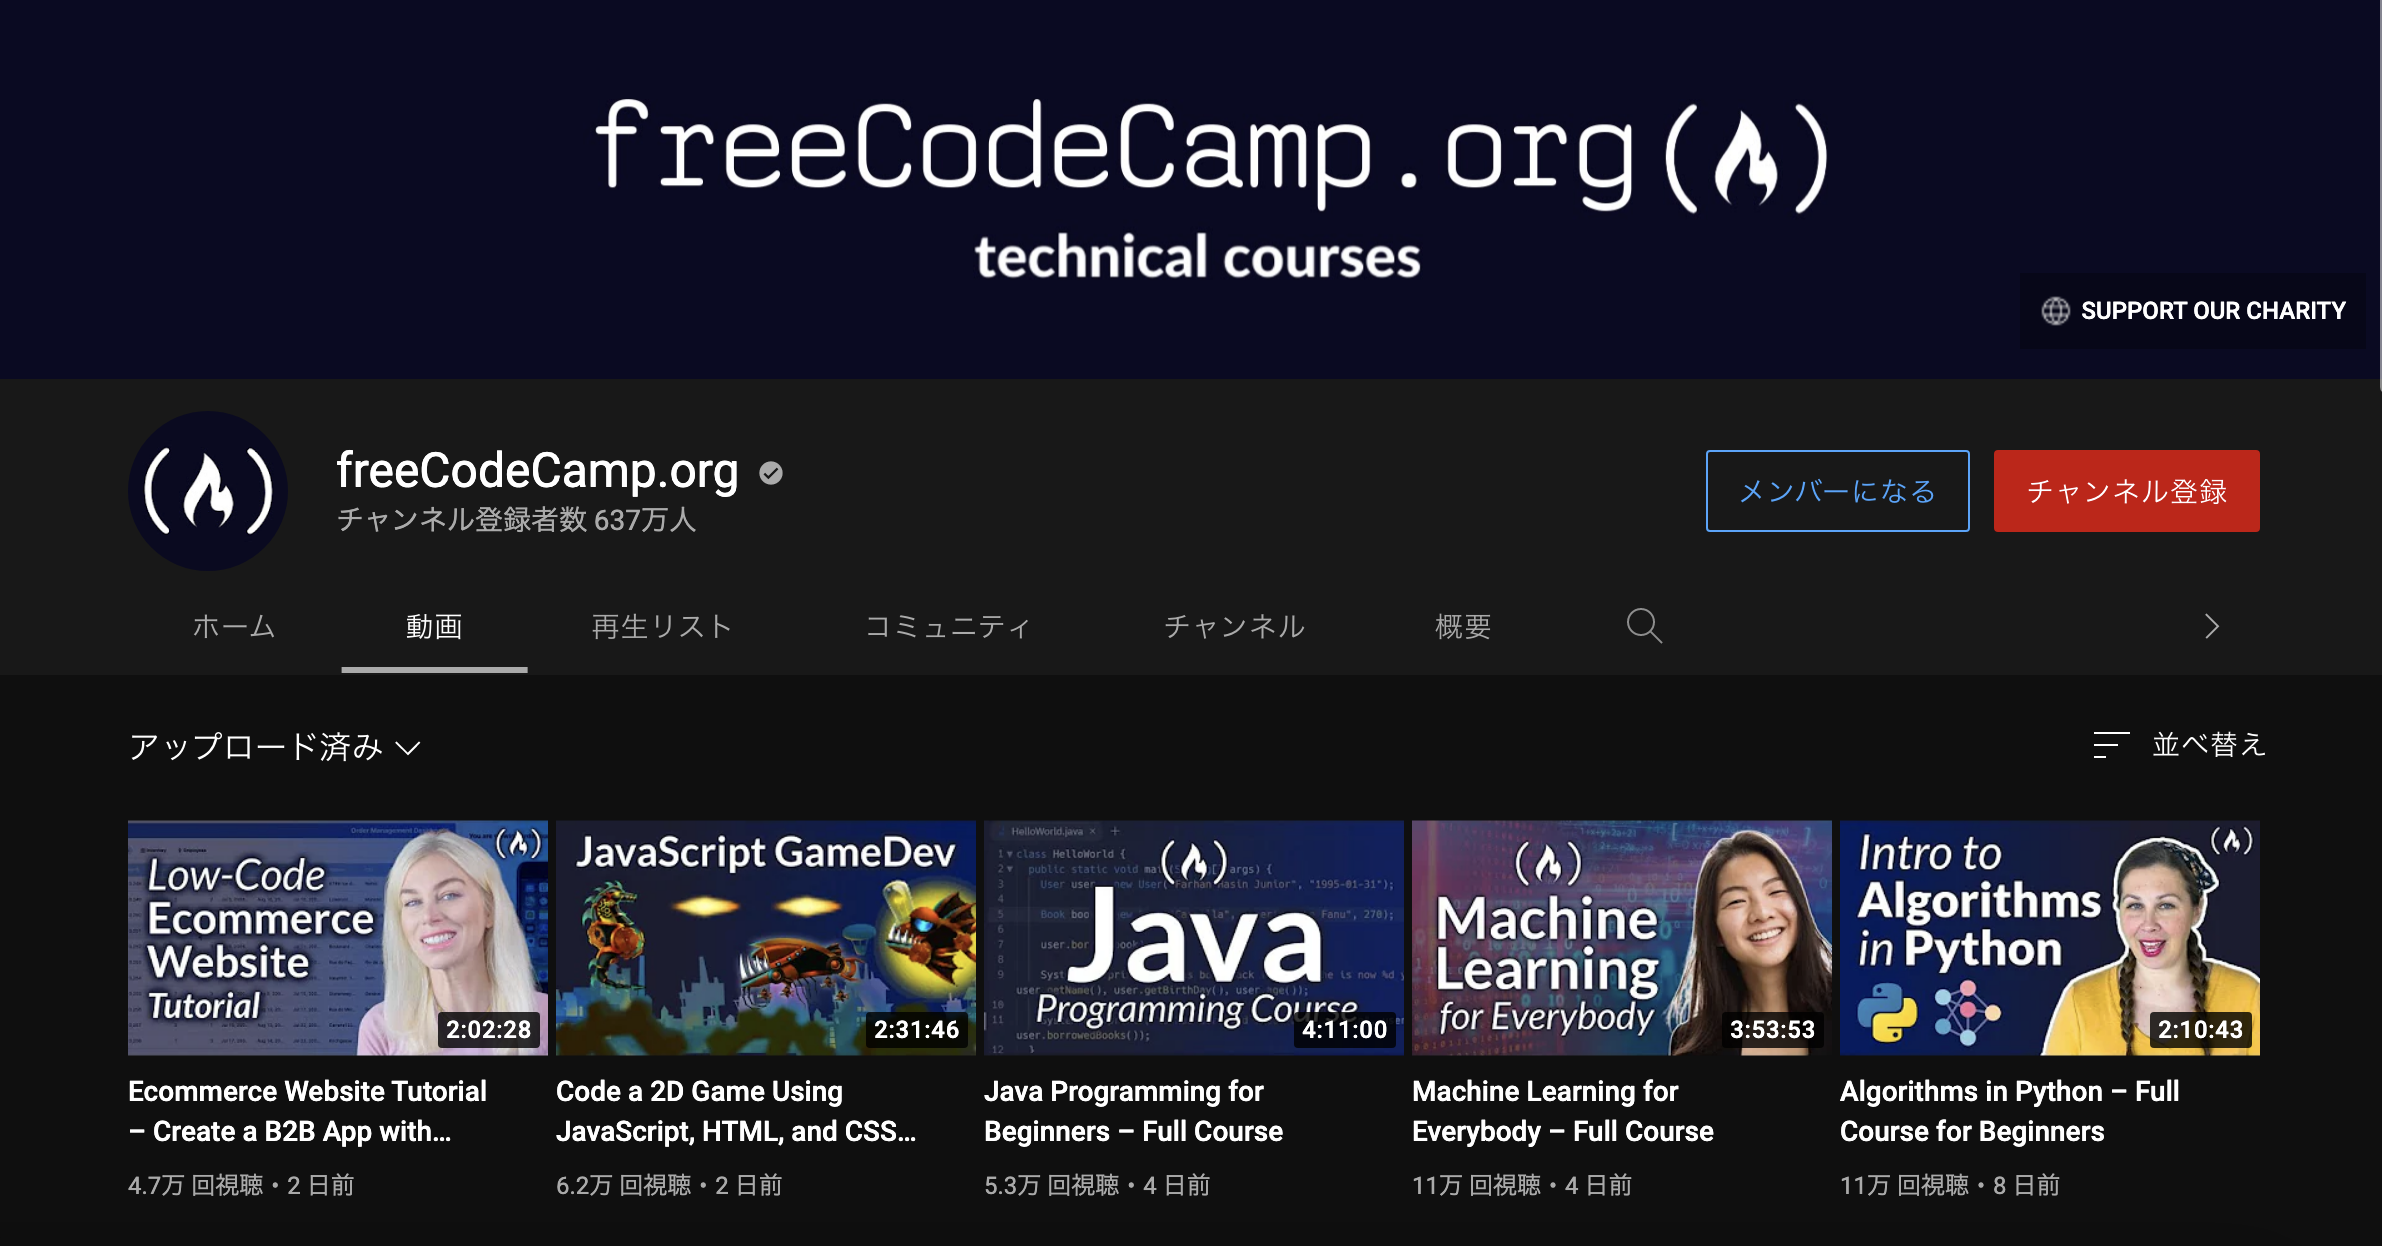 freeCodeCamp.org
technical courses
SUPPORT OUR CHARITY
freeCodeCamp.org
チャンネル登録者数 637万人
メンバーになる
チャンネル登録
ホーム
動画
再生リスト
コミュニティ
チャンネル
概要
アップロード済み
並べ替え
Low-Code
Ecommerce
Website
Tutorial
2:02:28
JavaScript GameDev
2:31:46
HelloWorld.java
class HelloWorld {
Java
Programming Course
4:11:00
Machine
Learning
for Everybody
3:53:53
Intro to
Algorithms
in Python
2:10:43
Ecommerce Website Tutorial
– Create a B2B App with...
4.7万 回視聴・2 日前
Code a 2D Game Using
JavaScript, HTML, and CSS...
6.2万 回視聴・2 日前
Java Programming for
Beginners – Full Course
5.3万 回視聴・4 日前
Machine Learning for
Everybody – Full Course
11万 回視聴・4 日前
Algorithms in Python – Full
Course for Beginners
11万 回視聴・8 日前